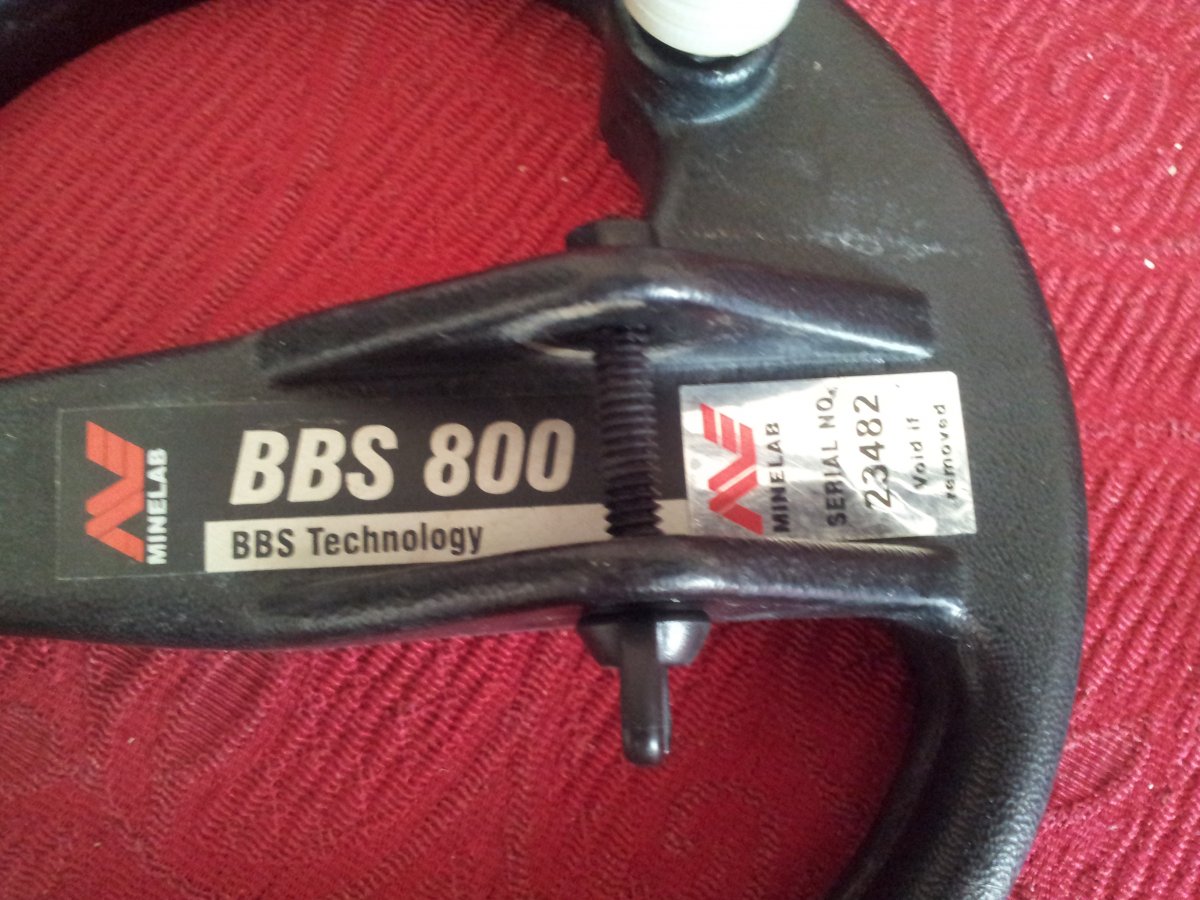 MINELAB
BBS 800
BBS Technology
MINELAB
SERIAL NO.
23482
Void if
removed